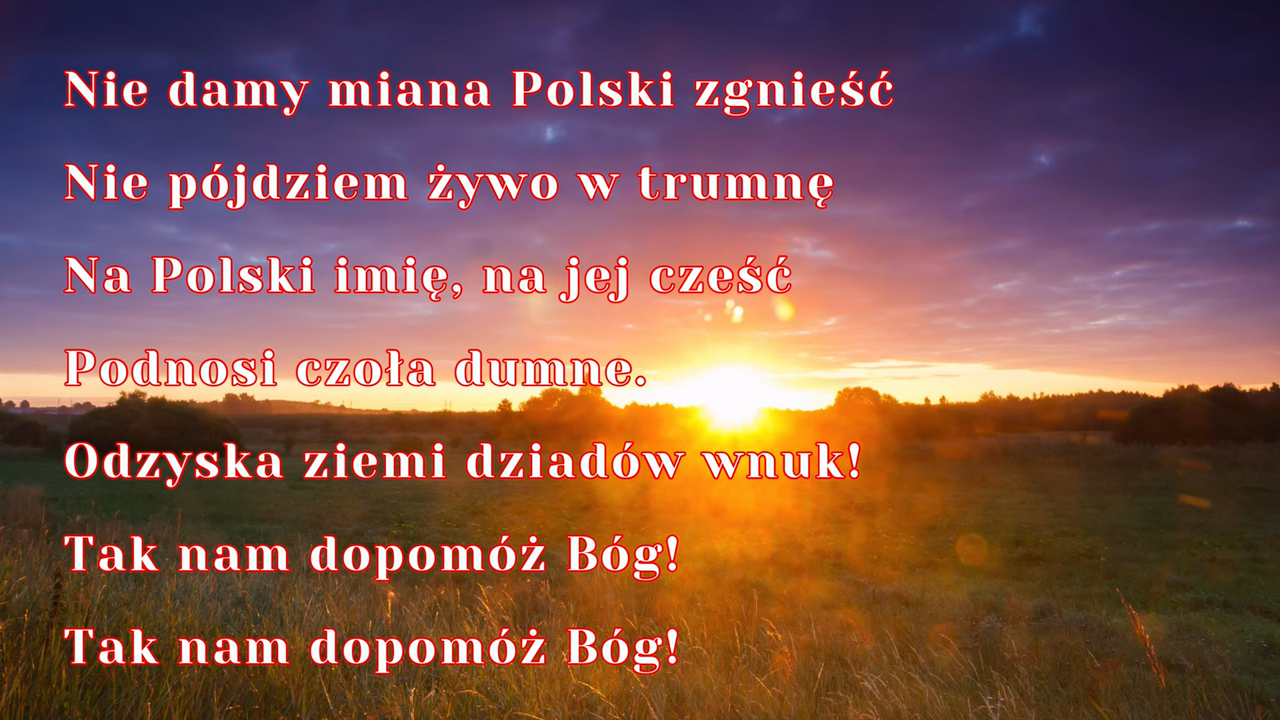 Nie damy miana Polski zgnieść
Nie pójdziem żywo w trumnę
Na Polski imię, na jej cześć
Podnosi czoła dumne.
Odzyska ziemi dziadów wnuk!
Tak nam dopomóż Bóg!
Tak nam dopomóż Bóg!